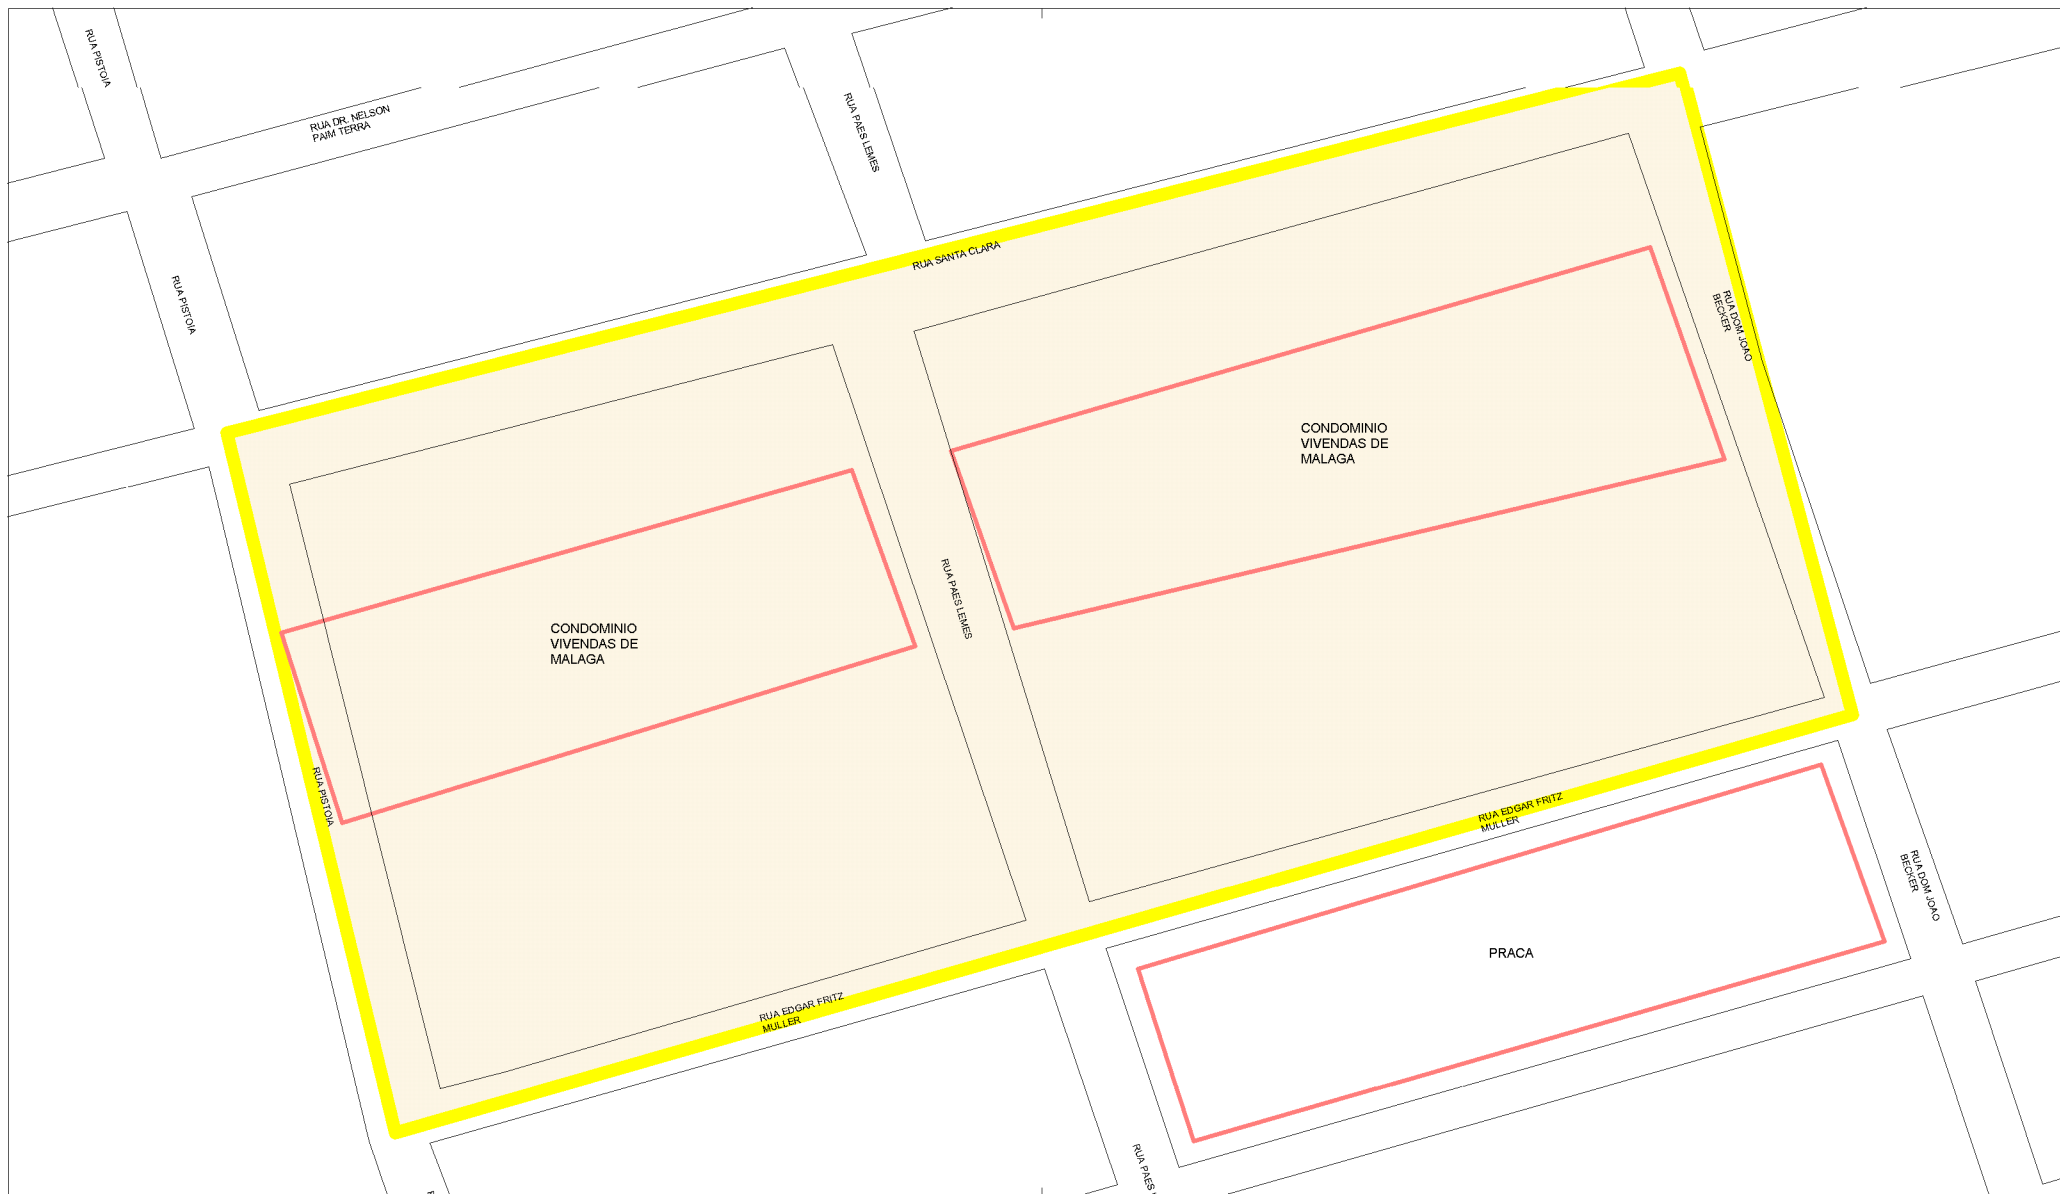 RUA PISTOIA
RUA DR. NELSON
PAIM TERRA
RUA PAES LEMES
RUA SANTA CLARA
RUA PISTOIA
RUA DOM JOAO
BECKER
CONDOMINIO
VIVENDAS DE
MALAGA
RUA PAES LEMES
CONDOMINIO
VIVENDAS DE
MALAGA
RUA PISTOIA
RUA EDGAR FRITZ
MULLER
RUA DOM JOAO
BECKER
PRACA
RUA EDGAR FRITZ
MULLER
RUA PAES